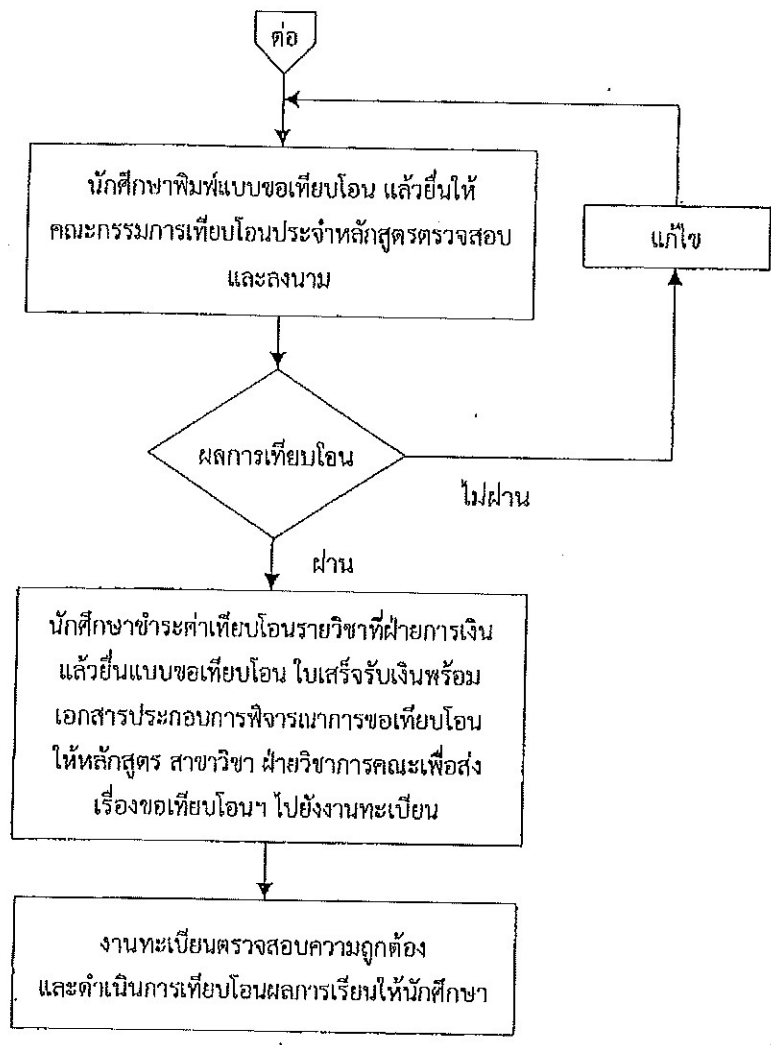 ต่อ
นักศึกษาพิมพ์แบบขอเทียบโอน แล้วยื่นให้
คณะกรรมการเทียบโอนประจำหลักสูตรตรวจสอบ
และลงนาม
แก้ไข
ผลการเทียบโอน
ไม่ผ่าน
ผ่าน
นักศึกษาชำระค่าเทียบโอนรายวิชาที่ฝ่ายการเงิน
แล้วยื่นแบบขอเทียบโอน ใบเสร็จรับเงินพร้อม
เอกสารประกอบการพิจารณาการขอเทียบโอน
ให้หลักสูตร สาขาวิชา ฝ่ายวิชาการคณะเพื่อส่ง
เรื่องขอเทียบโอนฯ ไปยังงานทะเบียน
งานทะเบียนตรวจสอบความถูกต้อง
และดำเนินการเทียบโอนผลการเรียนให้นักศึกษา